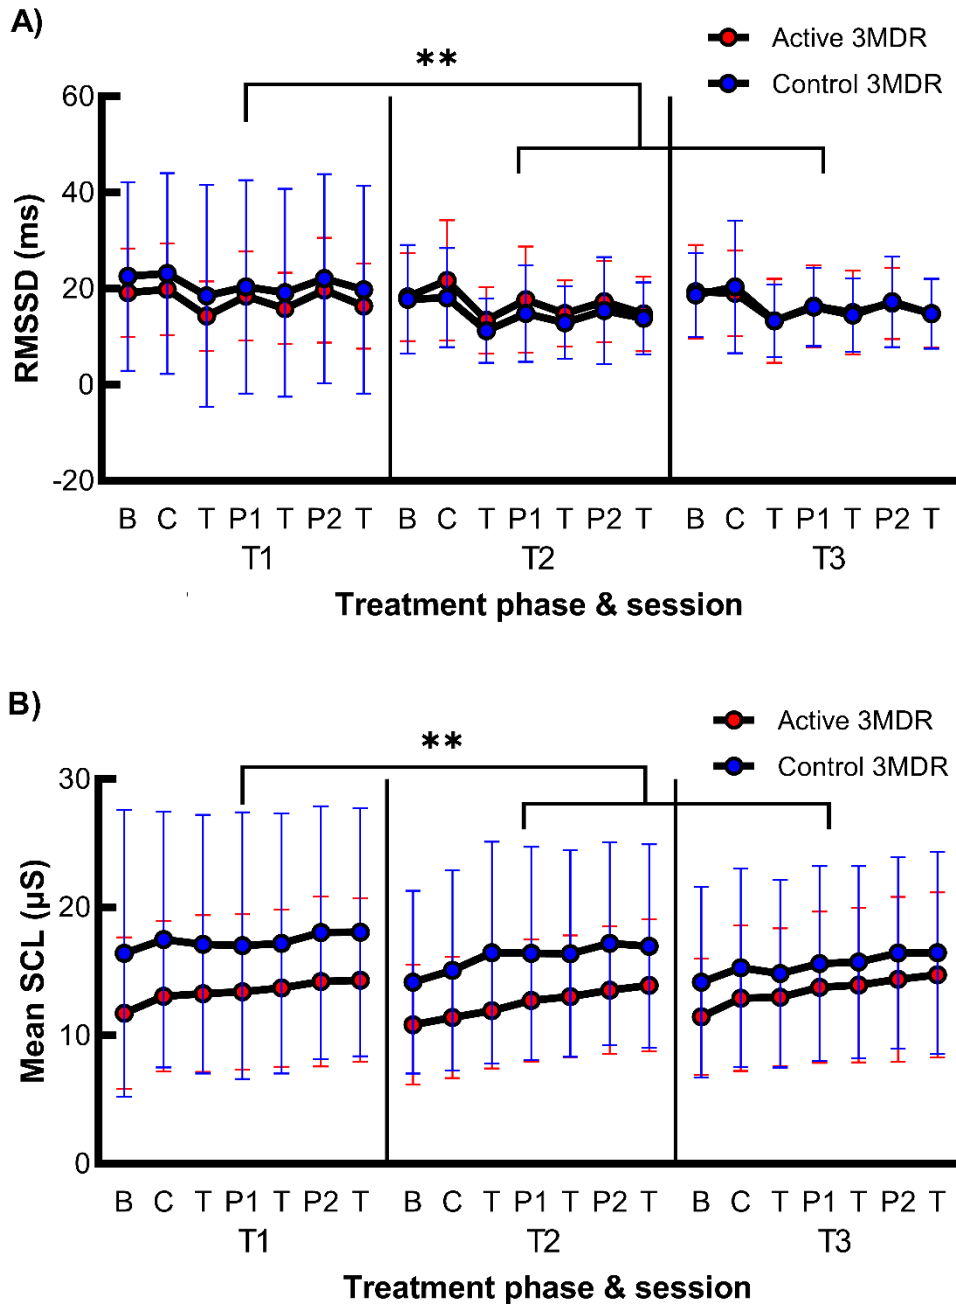 A)
**
Active 3MDR
Control 3MDR
60
40
20
0
-20
RMSSD (ms)
B C T P1 T P2 T B C T P1 T P2 T B C T P1 T P2 T
T1 T2 T3
Treatment phase & session
B)
**
Active 3MDR
Control 3MDR
30
20
10
0
Mean SCL (µS)
B C T P1 T P2 T B C T P1 T P2 T B C T P1 T P2 T
T1 T2 T3
Treatment phase & session